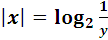 |x| = log₂ 1/y